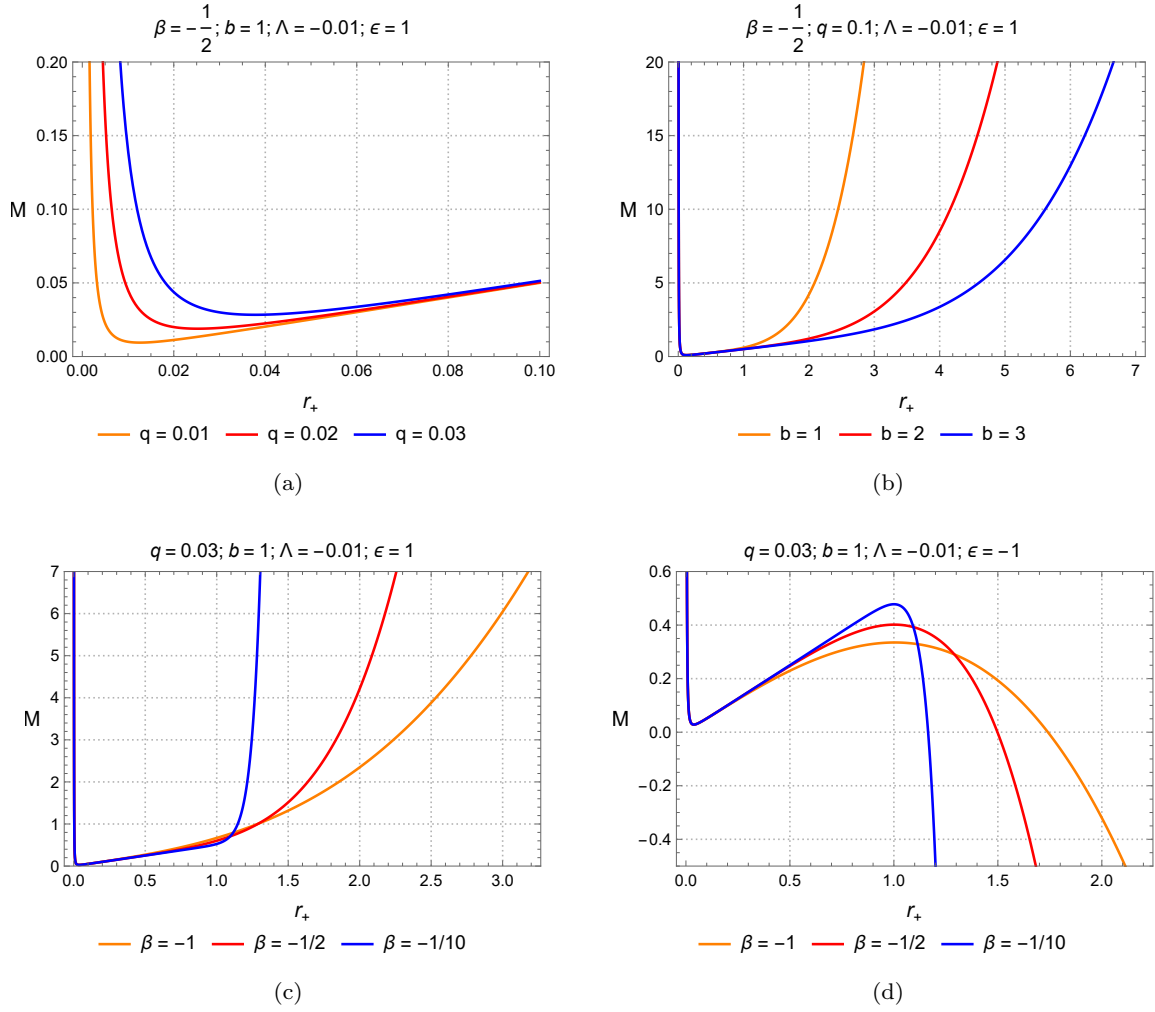 β = -1/2; b = 1; Λ = -0.01; ϵ = 1
0.20
0.15
0.10
0.05
0.00
M
0.00 0.02 0.04 0.06 0.08 0.10
r+
q = 0.01 q = 0.02 q = 0.03
(a)
β = -1/2; q = 0.1; Λ = -0.01; ϵ = 1
20
15
10
5
0
M
0 1 2 3 4 5 6 7
r+
b = 1 b = 2 b = 3
(b)
q = 0.03; b = 1; Λ = -0.01; ϵ = 1
7
6
5
4
3
2
1
0
M
0.0 0.5 1.0 1.5 2.0 2.5 3.0
r+
β = -1 β = -1/2 β = -1/10
(c)
q = 0.03; b = 1; Λ = -0.01; ϵ = -1
0.6
0.4
0.2
0.0
-0.2
-0.4
M
0.0 0.5 1.0 1.5 2.0
r+
β = -1 β = -1/2 β = -1/10
(d)